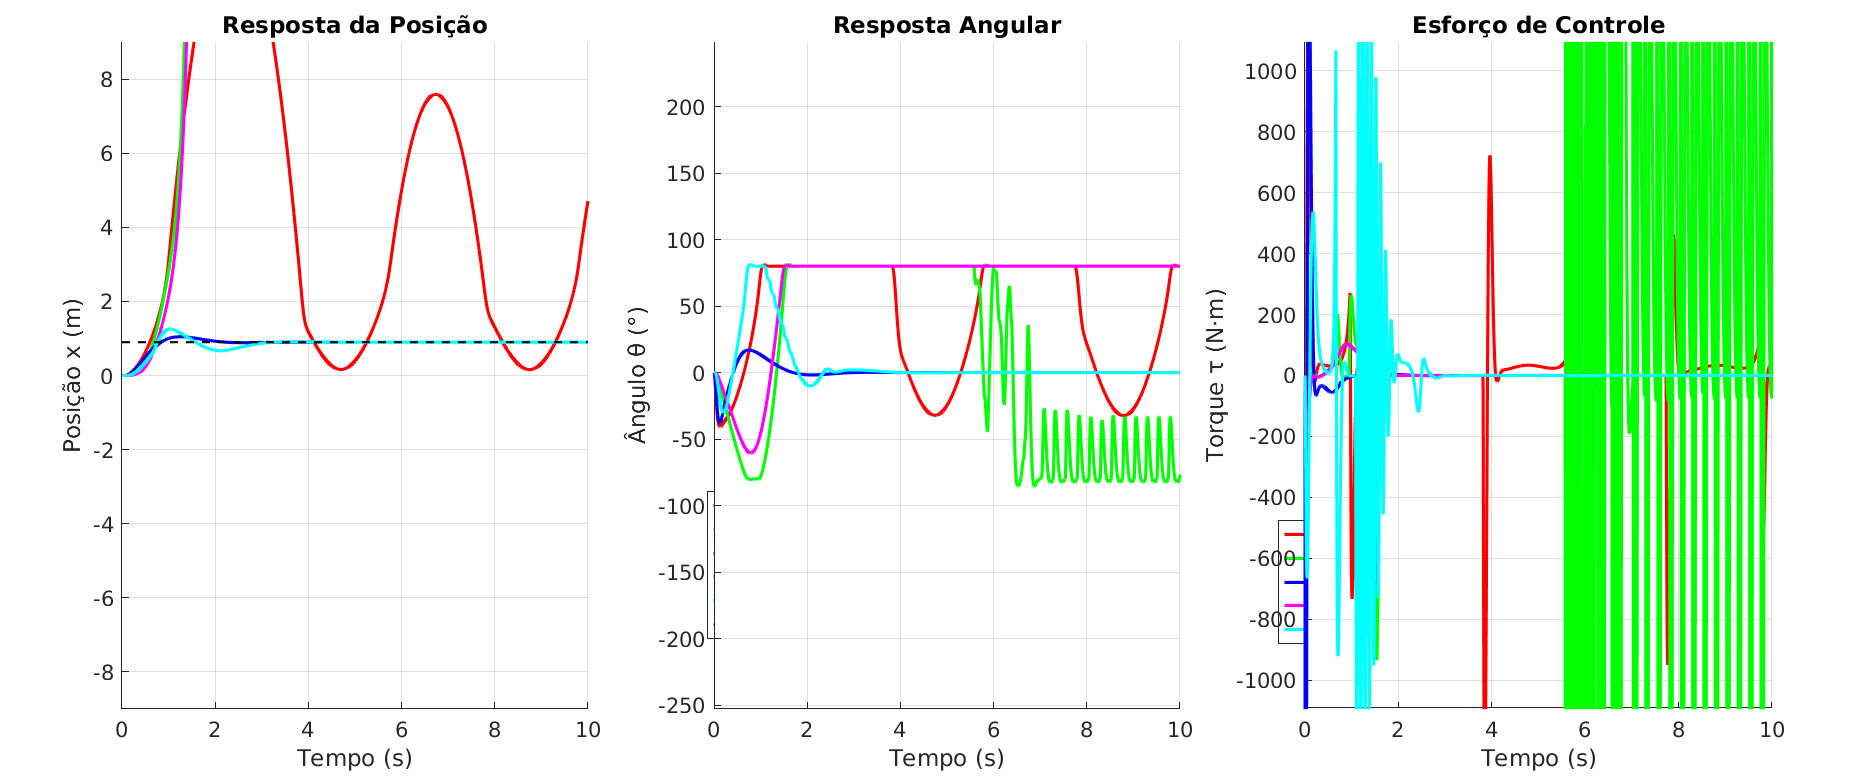 Resposta da Posição
Posição x (m)
8
6
4
2
0
-2
-4
-6
-8
0 2 4 6 8 10
Tempo (s)
Resposta Angular
Ângulo θ (°)
200
150
100
50
0
-50
-100
-150
-200
-250
0 2 4 6 8 10
Tempo (s)
Esforço de Controle
Torque τ (N·m)
1000
800
600
400
200
0
-200
-400
-600
-800
-1000
0 2 4 6 8 10
Tempo (s)